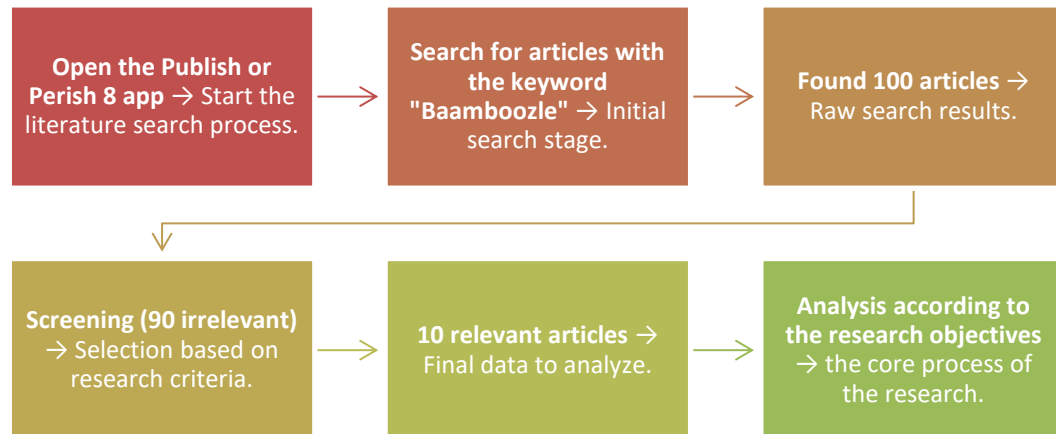 Open the Publish or
Perish 8 app → Start the
literature search process.
Search for articles with
the keyword
"Baamboozle" → Initial
search stage.
Found 100 articles →
Raw search results.
Screening (90 irrelevant)
→ Selection based on
research criteria.
10 relevant articles →
Final data to analyze.
Analysis according to
the research objectives
→ the core process of
the research.